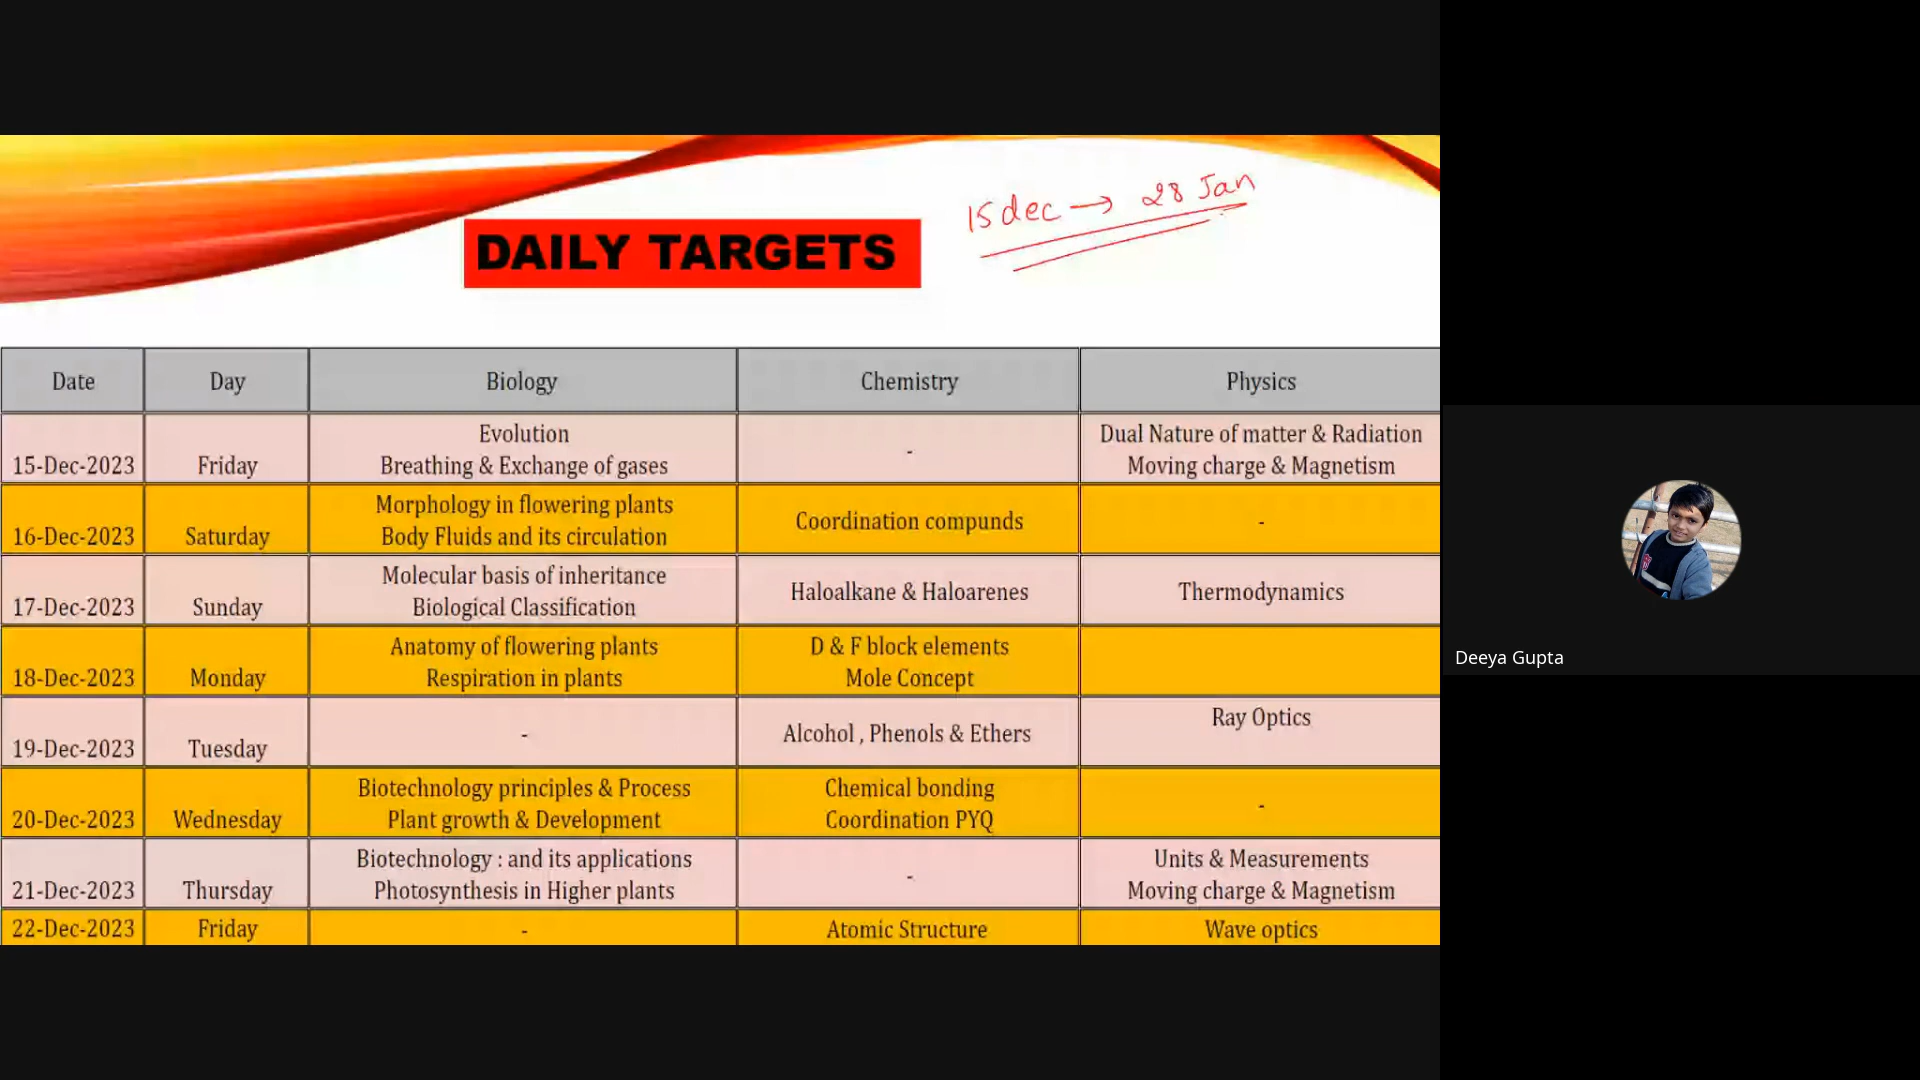 15 dec → 28 Jan
DAILY TARGETS
Date Day Biology Chemistry Physics
Evolution Dual Nature of matter & Radiation
15-Dec-2023 Friday Breathing & Exchange of gases - Moving charge & Magnetism
Morphology in flowering plants
16-Dec-2023 Saturday Body Fluids and its circulation Coordination compunds -
Molecular basis of inheritance
17-Dec-2023 Sunday Biological Classification Haloalkane & Haloarenes Thermodynamics
Anatomy of flowering plants D & F block elements
18-Dec-2023 Monday Respiration in plants Mole Concept
Ray Optics
19-Dec-2023 Tuesday - Alcohol , Phenols & Ethers
Biotechnology principles & Process Chemical bonding
20-Dec-2023 Wednesday Plant growth & Development Coordination PYQ -
Biotechnology : and its applications Units & Measurements
21-Dec-2023 Thursday Photosynthesis in Higher plants - Moving charge & Magnetism
22-Dec-2023 Friday - Atomic Structure Wave optics
Deeya Gupta